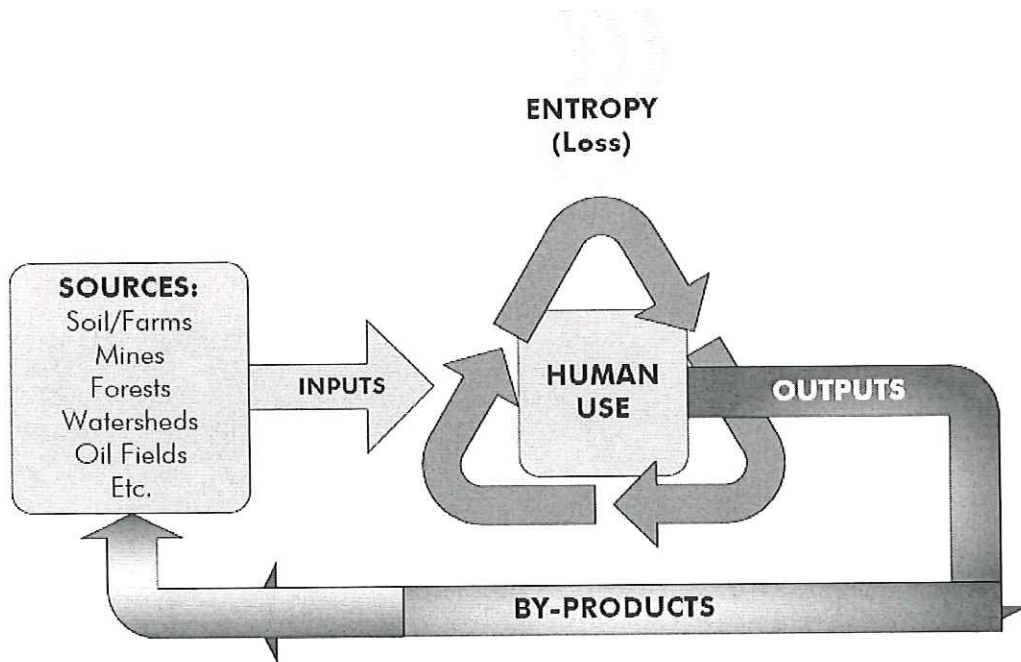 ENTROPY
(Loss)
SOURCES:
Soil/Farms
Mines
Forests
Watersheds
Oil Fields
Etc.
INPUTS
HUMAN
USE
OUTPUTS
BY-PRODUCTS